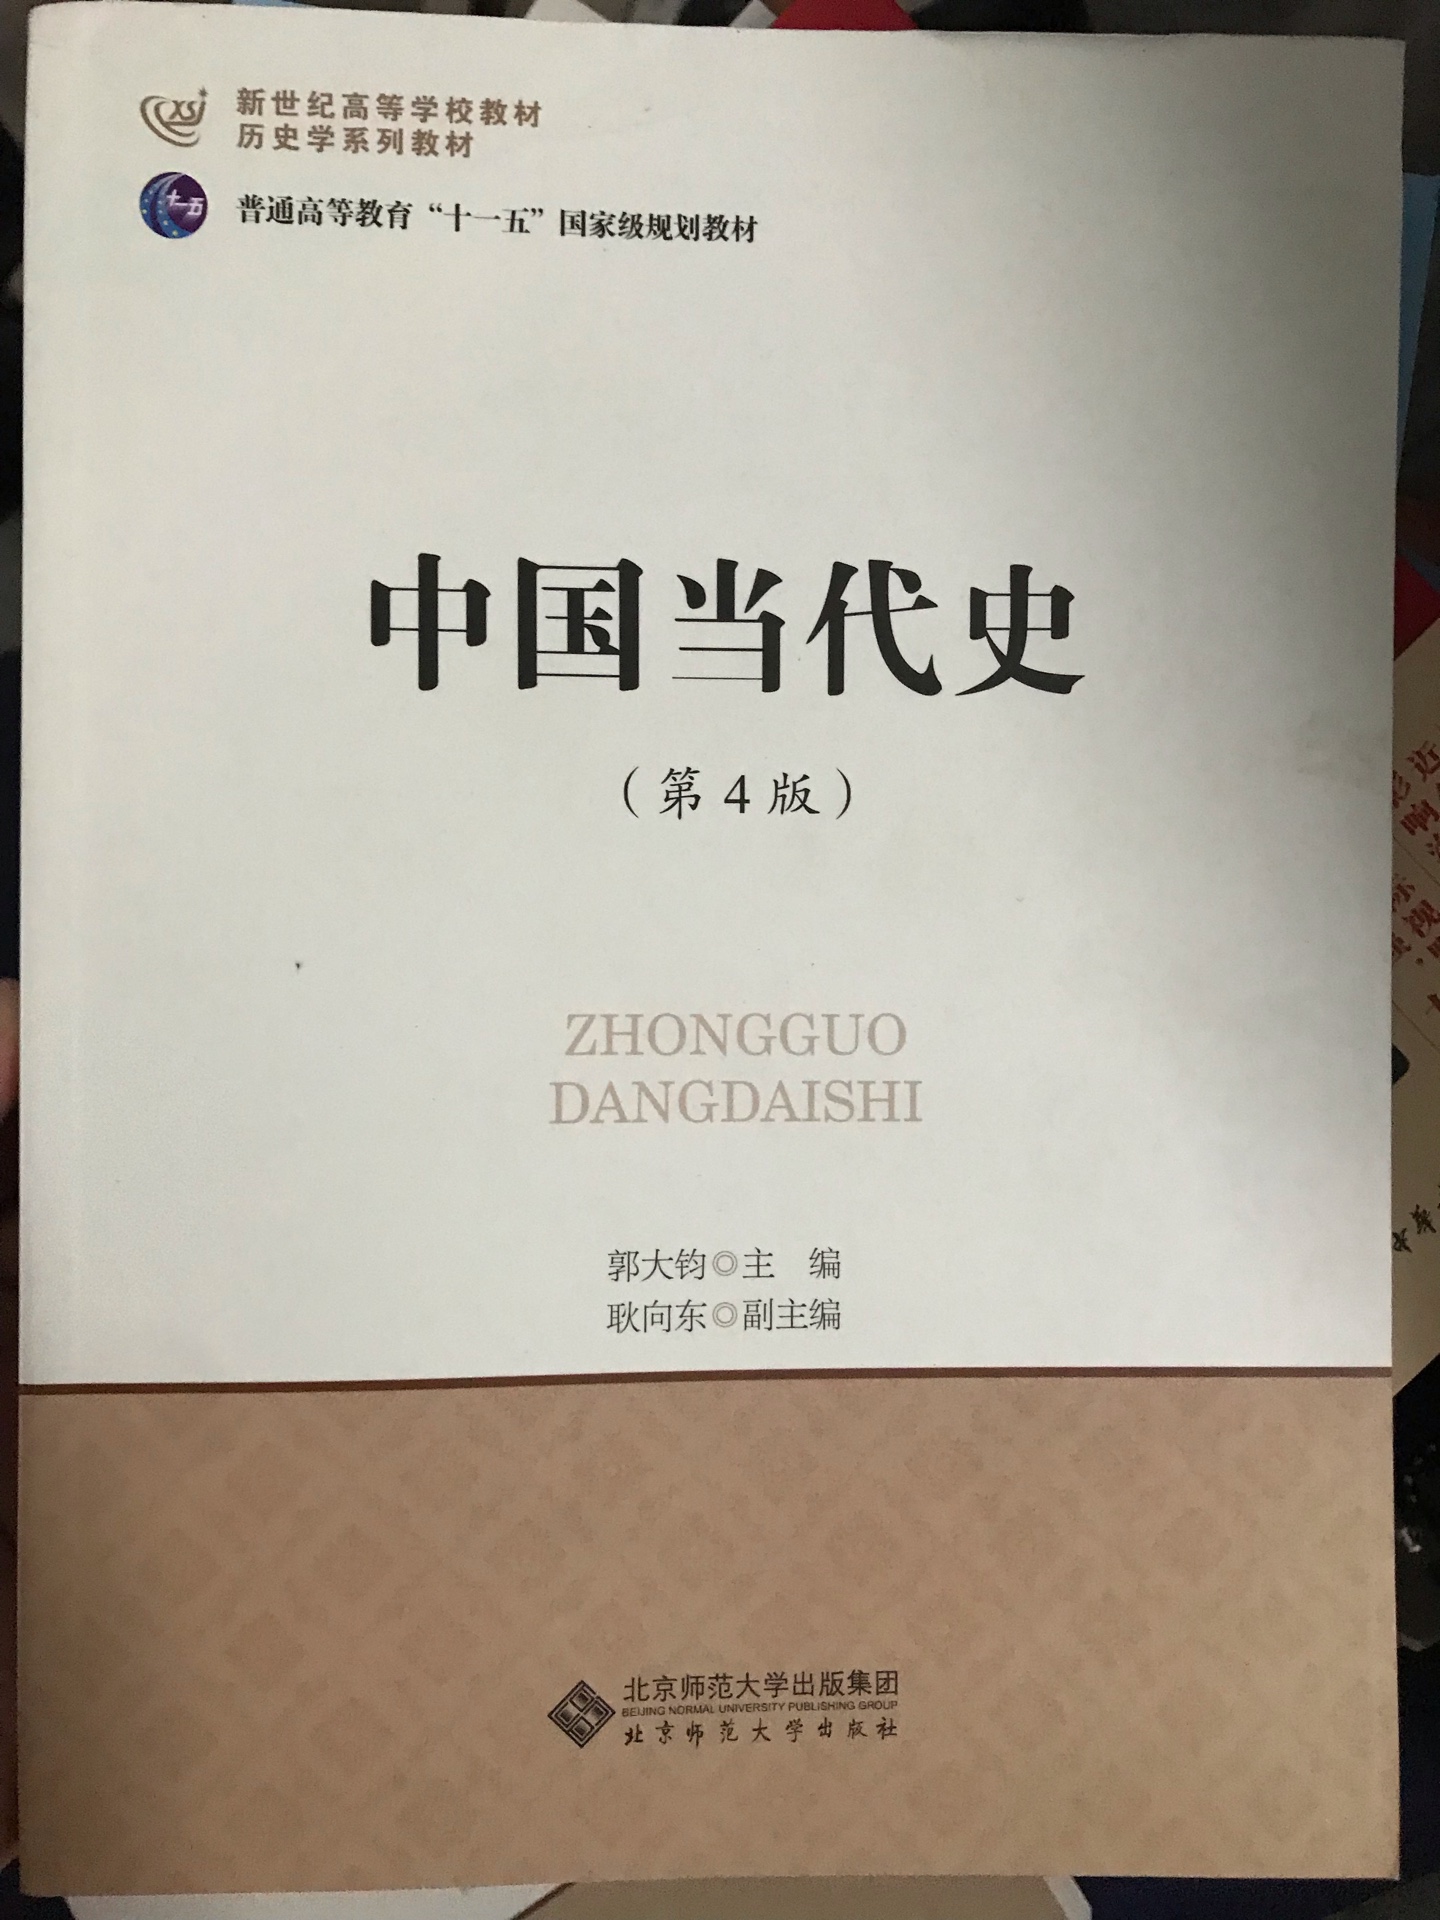 新世纪高等学校教材
历史学系列教材
十一五
普通高等教育“十一五”国家级规划教材
中国当代史
（第4版）
ZHONGGUO
DANGDAISHI
郭大钧◎主 编
耿向东◎副主编
北京师范大学出版集团
BEIJING NORMAL UNIVERSITY PUBLISHING GROUP
北京师范大学出版社